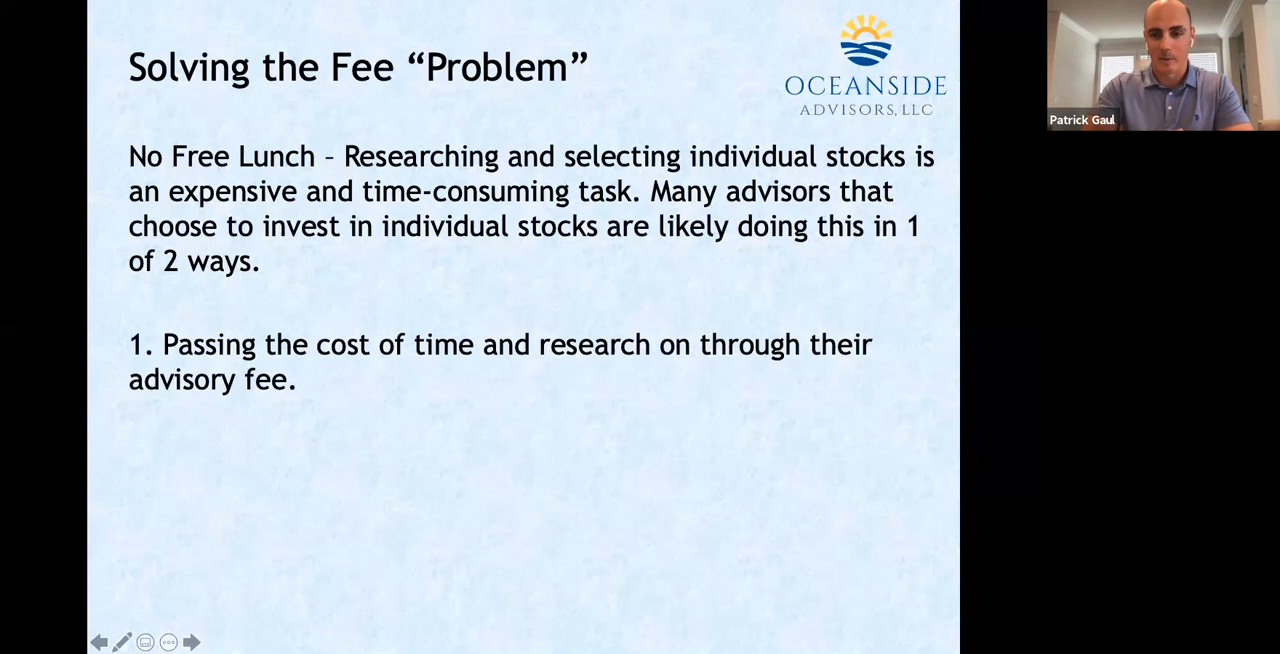 Solving the Fee “Problem”
OCEANSIDE
ADVISORS, LLC
Patrick Gaul
No Free Lunch – Researching and selecting individual stocks is
an expensive and time-consuming task. Many advisors that
choose to invest in individual stocks are likely doing this in 1
of 2 ways.
1. Passing the cost of time and research on through their
advisory fee.